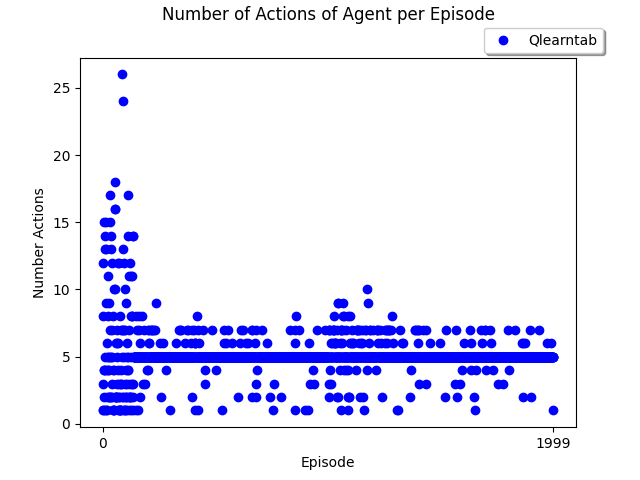 Number of Actions of Agent per Episode
Qlearntab
25
20
15
10
5
0
Number Actions
0
1999
Episode